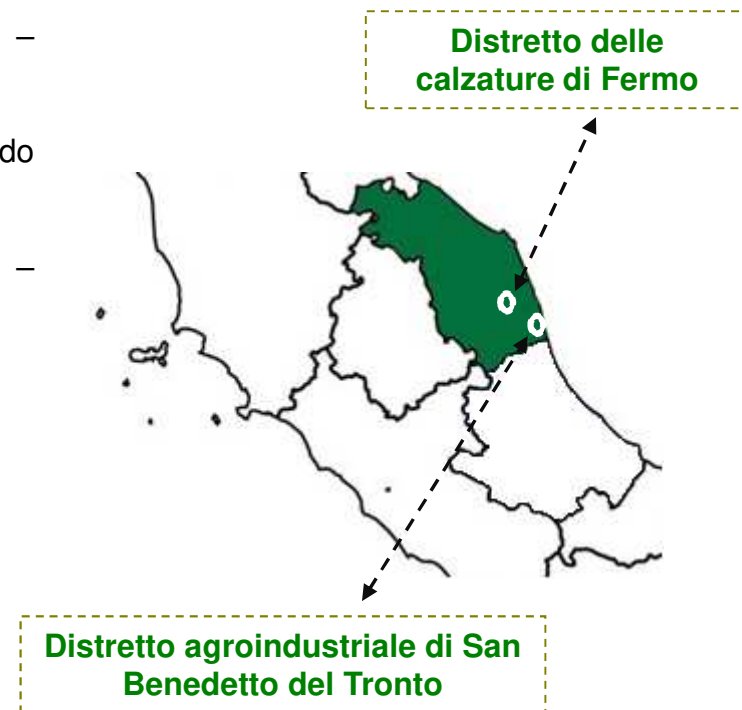 –
Distretto delle
calzature di Fermo
do
–
Distretto agroindustriale di San
Benedetto del Tronto